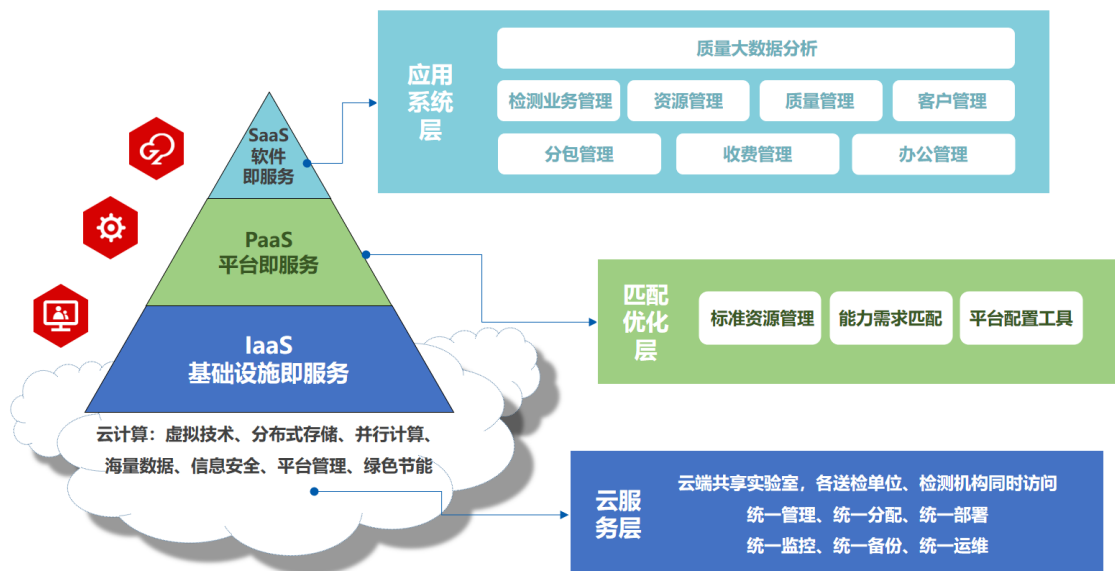 质量大数据分析
应用
系统
层
检测业务管理
资源管理
质量管理
客户管理
分包管理
收费管理
办公管理
SaaS
软件
即服务
PaaS
平台即服务
匹配
优化
层
标准资源管理
能力需求匹配
平台配置工具
IaaS
基础设施即服务
云计算：虚拟技术、分布式存储、并行计算、
海量数据、信息安全、平台管理、绿色节能
云服
务层
云端共享实验室，各送检单位、检测机构同时访问
统一管理、统一分配、统一部署
统一监控、统一备份、统一运维